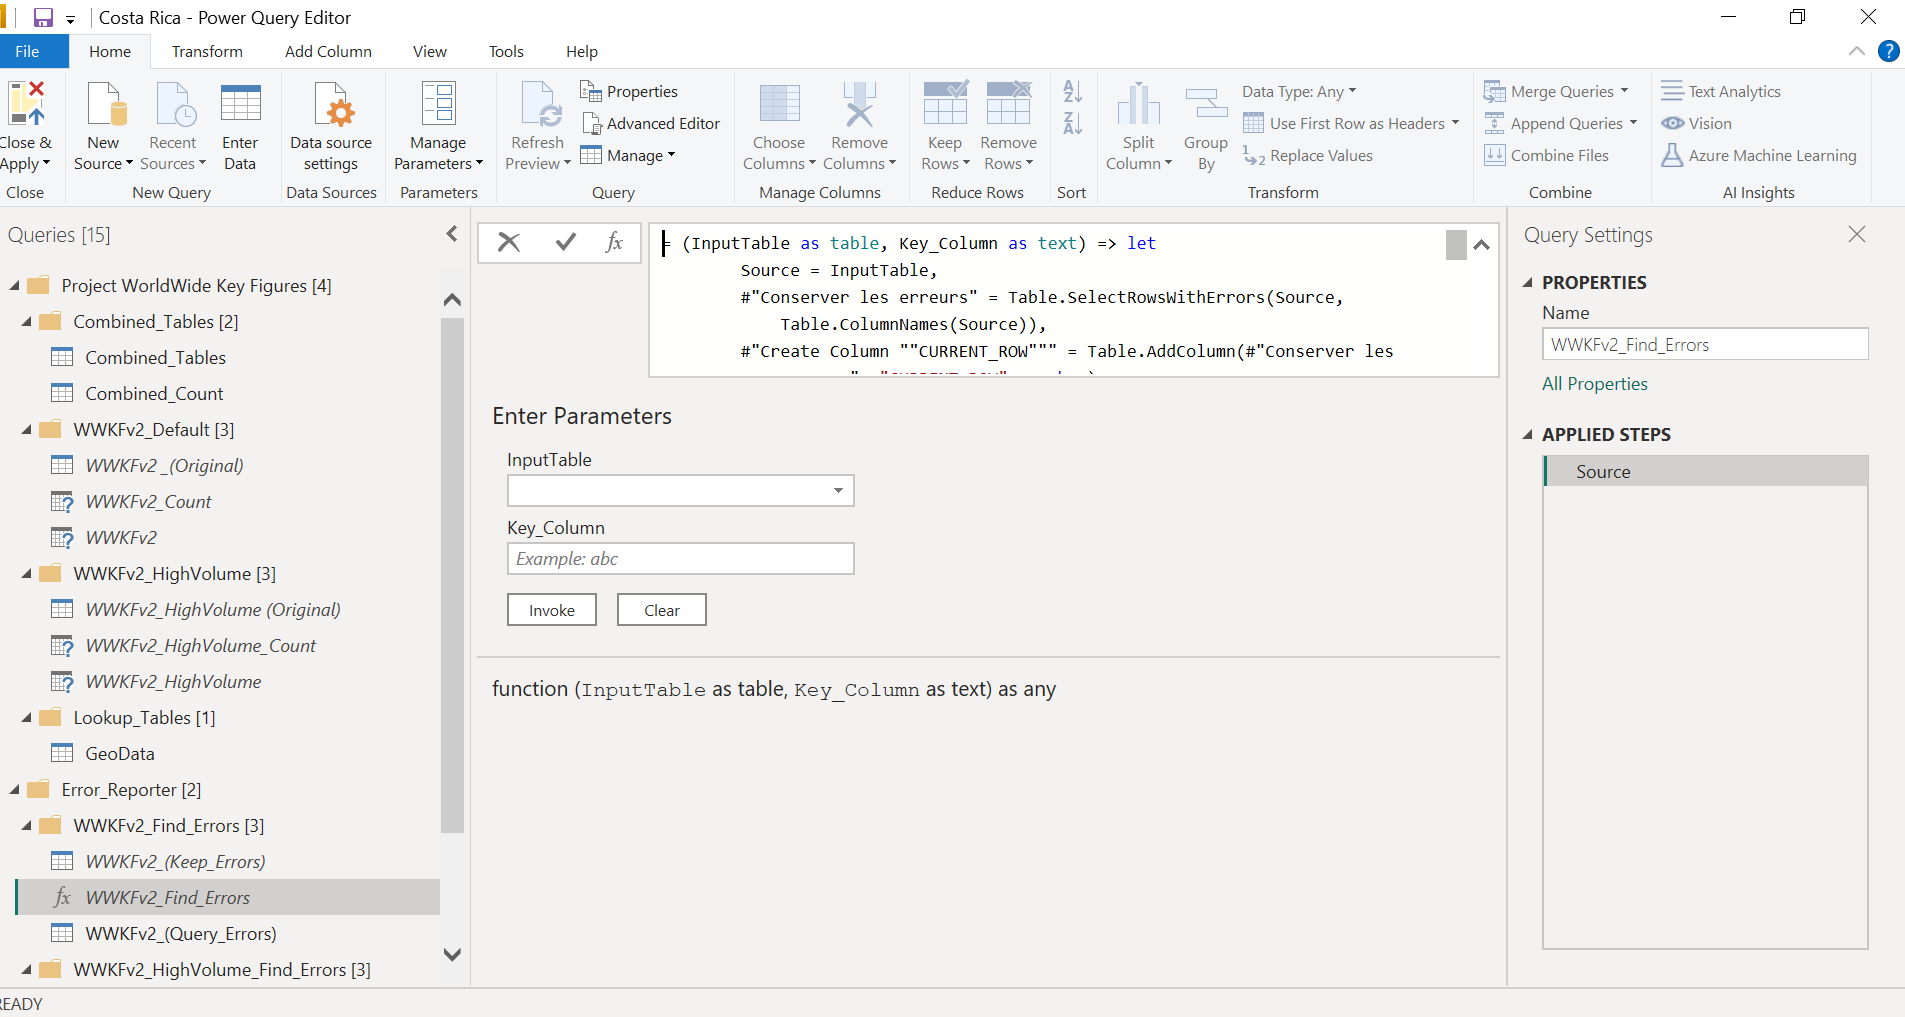 Costa Rica - Power Query Editor
File Home Transform Add Column View Tools Help
Close & Apply
New Source
Recent Sources
Enter Data
Data source settings
Manage Parameters
Refresh Preview
Properties
Advanced Editor
Manage
Choose Columns
Remove Columns
Keep Rows
Remove Rows
Split Column
Group By
Data Type: Any
Use First Row as Headers
Replace Values
Merge Queries
Append Queries
Combine Files
Text Analytics
Vision
Azure Machine Learning
Close
New Query
Data Sources
Parameters
Query
Manage Columns
Reduce Rows
Sort
Transform
Combine
AI Insights
Queries [15]
Project WorldWide Key Figures [4]
Combined_Tables [2]
Combined_Tables
Combined_Count
WWKFv2_Default [3]
WWKFv2 _(Original)
WWKFv2_Count
WWKFv2
WWKFv2_HighVolume [3]
WWKFv2_HighVolume (Original)
WWKFv2_HighVolume_Count
WWKFv2_HighVolume
Lookup_Tables [1]
GeoData
Error_Reporter [2]
WWKFv2_Find_Errors [3]
WWKFv2_(Keep_Errors)
fx WWKFv2_Find_Errors
WWKFv2_(Query_Errors)
WWKFv2_HighVolume_Find_Errors [3]
fx
= (InputTable as table, Key_Column as text) => let
Source = InputTable,
#"Conserver les erreurs" = Table.SelectRowsWithErrors(Source,
Table.ColumnNames(Source)),
#"Create Column ""CURRENT_ROW""" = Table.AddColumn(#"Conserver les
Enter Parameters
InputTable
Key_Column
Example: abc
Invoke Clear
function (InputTable as table, Key_Column as text) as any
Query Settings
PROPERTIES
Name
WWKFv2_Find_Errors
All Properties
APPLIED STEPS
Source
READY